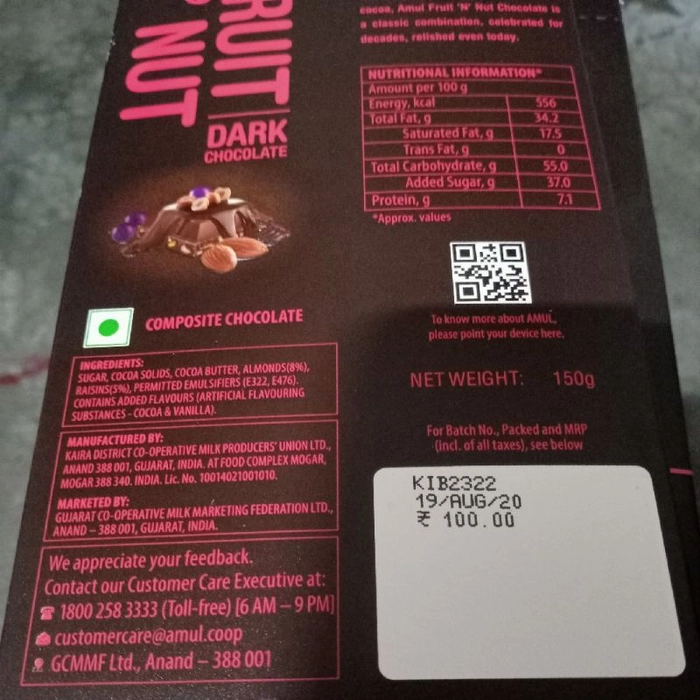 RUIT
NUT
DARK
CHOCOLATE
COMPOSITE CHOCOLATE
INGREDIENTS:
SUGAR, COCOA SOLIDS, COCOA BUTTER, ALMONDS(8%),
RAISINS(5%), PERMITTED EMULSIFIERS (E322, E476).
CONTAINS ADDED FLAVOURS (ARTIFICIAL FLAVOURING
SUBSTANCES - COCOA & VANILLA).
MANUFACTURED BY:
KAIRA DISTRICT CO-OPERATIVE MILK PRODUCERS' UNION LTD.,
ANAND 388 001, GUJARAT, INDIA. AT FOOD COMPLEX MOGAR,
MOGAR 388 340. INDIA. Lic. No. 10014021001010.
MARKETED BY:
GUJARAT CO-OPERATIVE MILK MARKETING FEDERATION LTD.,
ANAND – 388 001, GUJARAT, INDIA.
We appreciate your feedback.
Contact our Customer Care Executive at:
1800 258 3333 (Toll-free) [6 AM – 9 PM]
customercare@amul.coop
GCMMF Ltd., Anand – 388 001
cocoa, Amul Fruit 'N' Nut Chocolate is
a classic combination, celebrated for
decades, relished even today.
NUTRITIONAL INFORMATION*
Amount per 100 g
Energy, kcal 556
Total Fat, g 34.2
Saturated Fat, g 17.5
Trans Fat, g 0
Total Carbohydrate, g 55.0
Added Sugar, g 37.0
Protein, g 7.1
*Approx. values
To know more about AMUL,
please point your device here.
NET WEIGHT: 150g
For Batch No., Packed and MRP
(incl. of all taxes), see below
KIB2322
19/AUG/20
₹ 100.00